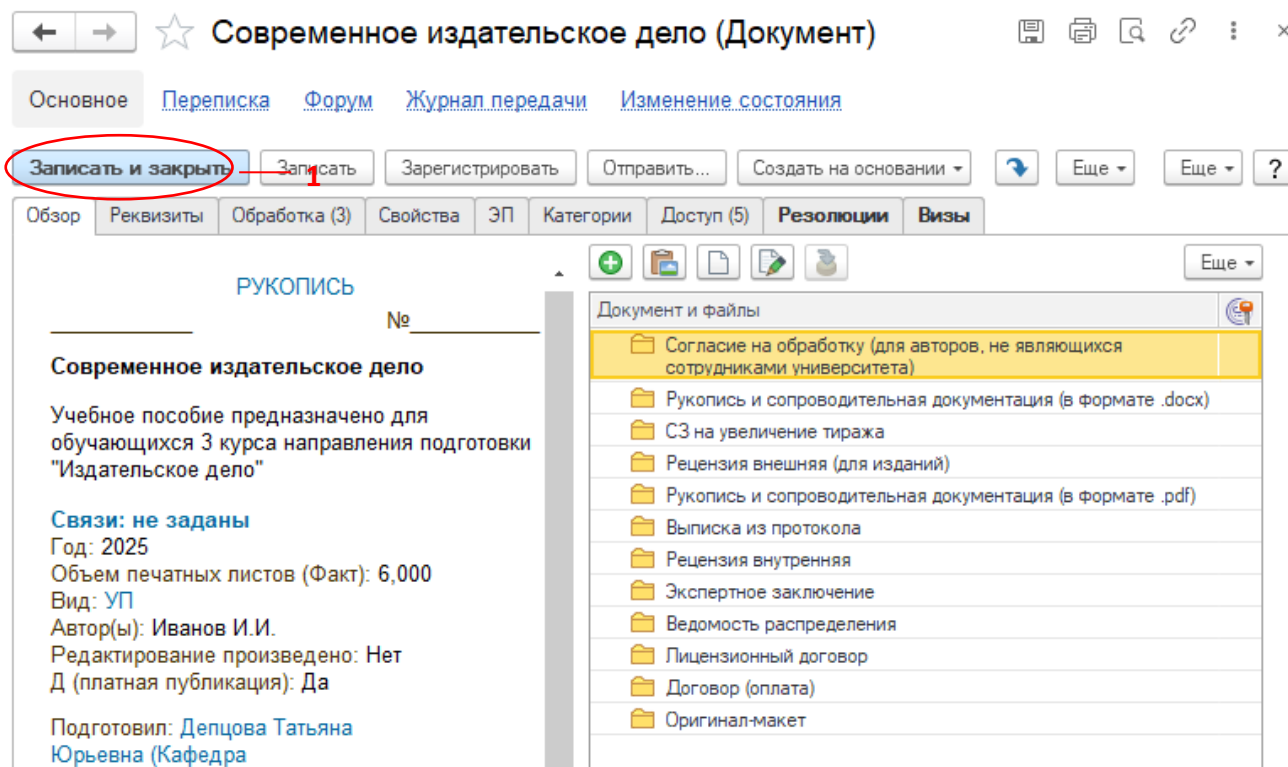 Современное издательское дело (Документ)
Основное Переписка Форум Журнал передачи Изменение состояния
Записать и закрыть 1 Записать Зарегистрировать Отправить... Создать на основании Еще Еще ?
Обзор Реквизиты Обработка (3) Свойства ЭП Категории Доступ (5) Резолюции Визы
Еще
РУКОПИСЬ
___________ №__________
Современное издательское дело
Учебное пособие предназначено для
обучающихся 3 курса направления подготовки
"Издательское дело"
Связи: не заданы
Год: 2025
Объем печатных листов (Факт): 6,000
Вид: УП
Автор(ы): Иванов И.И.
Редактирование произведено: Нет
Д (платная публикация): Да
Подготовил: Депцова Татьяна
Юрьевна (Кафедра
Документ и файлы
Согласие на обработку (для авторов, не являющихся
сотрудниками университета)
Рукопись и сопроводительная документация (в формате .docx)
СЗ на увеличение тиража
Рецензия внешняя (для изданий)
Рукопись и сопроводительная документация (в формате .pdf)
Выписка из протокола
Рецензия внутренняя
Экспертное заключение
Ведомость распределения
Лицензионный договор
Договор (оплата)
Оригинал-макет